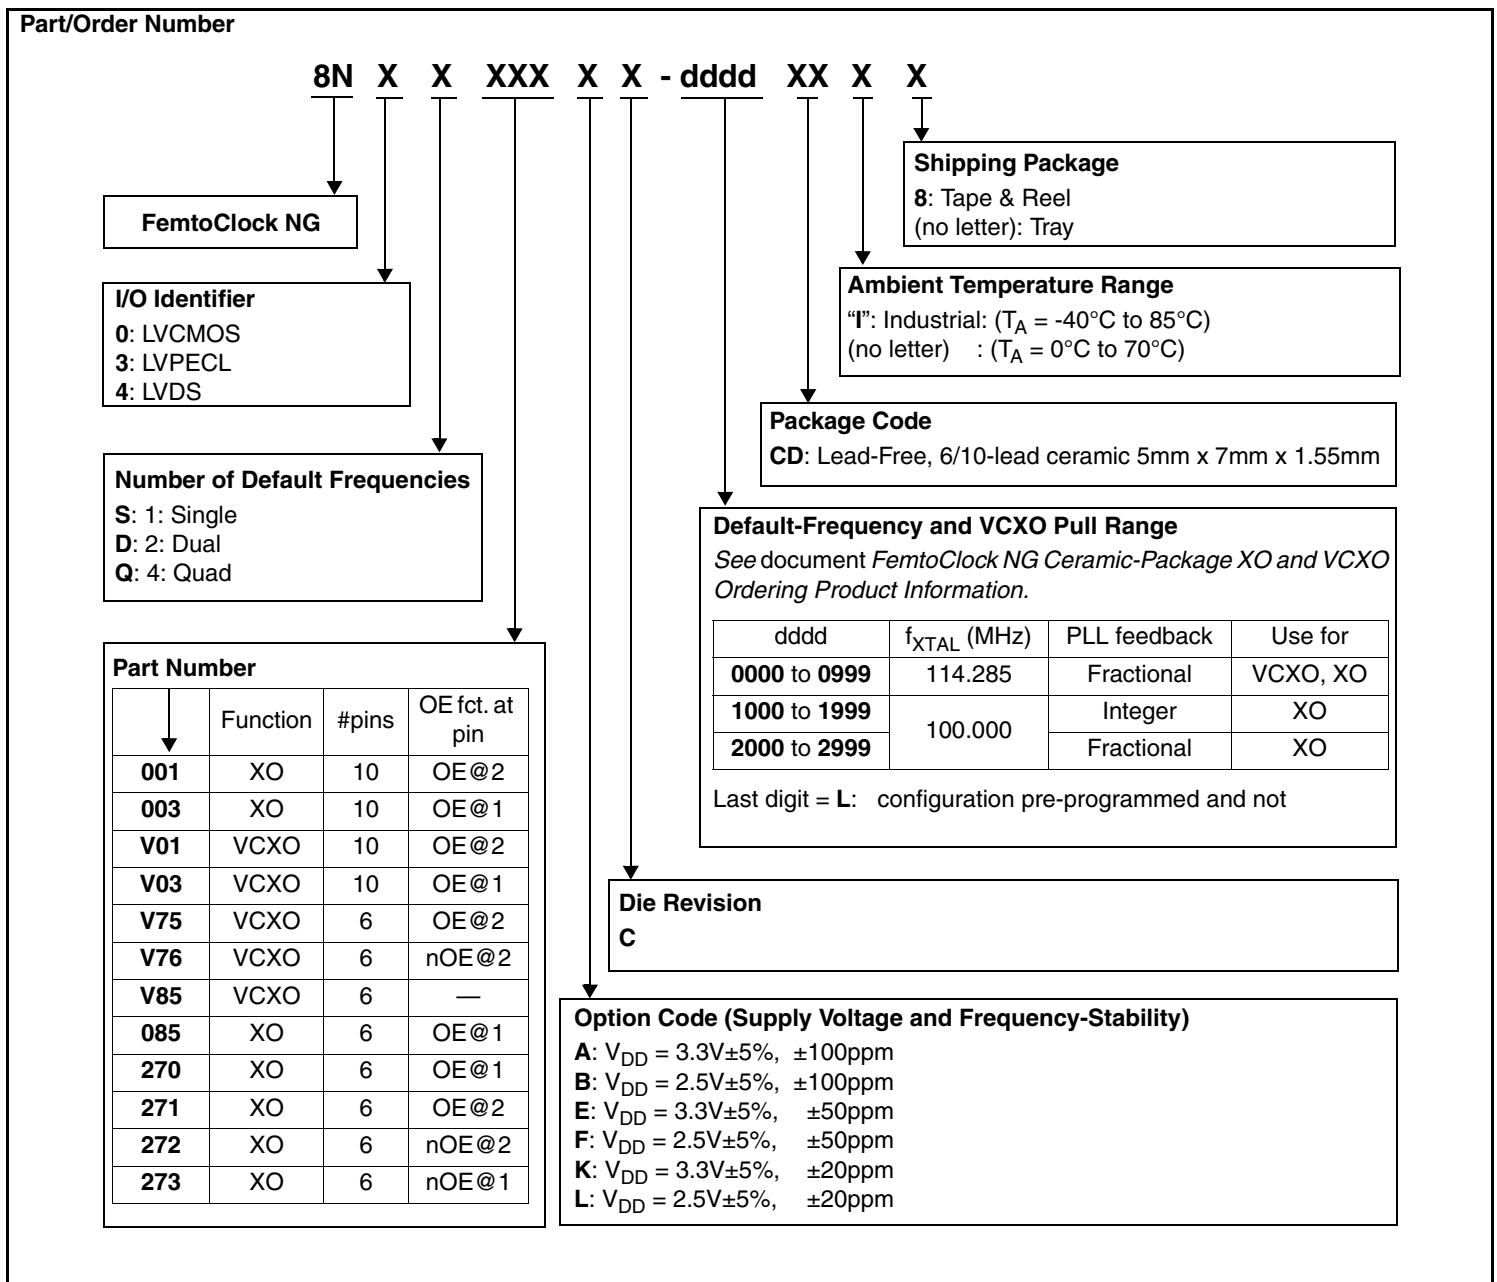 Part/Order Number
8N X X XXX X X - dddd XX X X
Shipping Package
8: Tape & Reel
(no letter): Tray
FemtoClock NG
Ambient Temperature Range
“I”: Industrial: (TA = -40°C to 85°C)
(no letter) : (TA = 0°C to 70°C)
I/O Identifier
0: LVCMOS
3: LVPECL
4: LVDS
Package Code
CD: Lead-Free, 6/10-lead ceramic 5mm x 7mm x 1.55mm
Number of Default Frequencies
S: 1: Single
D: 2: Dual
Q: 4: Quad
Default-Frequency and VCXO Pull Range
See document FemtoClock NG Ceramic-Package XO and VCXO
Ordering Product Information.
dddd fXTAL (MHz) PLL feedback Use for
0000 to 0999 114.285 Fractional VCXO, XO
1000 to 1999 100.000 Integer XO
2000 to 2999 Fractional XO
Last digit = L: configuration pre-programmed and not
Part Number
Function #pins OE fct. at
pin
001 XO 10 OE@2
003 XO 10 OE@1
V01 VCXO 10 OE@2
V03 VCXO 10 OE@1
V75 VCXO 6 OE@2
V76 VCXO 6 nOE@2
V85 VCXO 6 —
085 XO 6 OE@1
270 XO 6 OE@1
271 XO 6 OE@2
272 XO 6 nOE@2
273 XO 6 nOE@1
Die Revision
C
Option Code (Supply Voltage and Frequency-Stability)
A: VDD = 3.3V±5%, ±100ppm
B: VDD = 2.5V±5%, ±100ppm
E: VDD = 3.3V±5%, ±50ppm
F: VDD = 2.5V±5%, ±50ppm
K: VDD = 3.3V±5%, ±20ppm
L: VDD = 2.5V±5%, ±20ppm